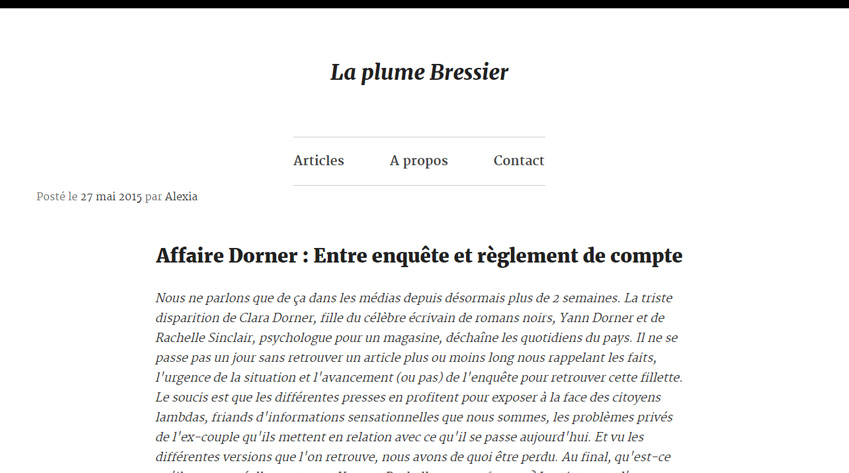 La plume Bressier
Articles A propos Contact
Posté le 27 mai 2015 par Alexia
Affaire Dorner : Entre enquête et règlement de compte
Nous ne parlons que de ça dans les médias depuis désormais plus de 2 semaines. La triste
disparition de Clara Dorner, fille du célèbre écrivain de romans noirs, Yann Dorner et de
Rachelle Sinclair, psychologue pour un magasine, déchaîne les quotidiens du pays. Il ne se
passe pas un jour sans retrouver un article plus ou moins long nous rappelant les faits,
l'urgence de la situation et l'avancement (ou pas) de l'enquête pour retrouver cette fillette.
Le soucis est que les différentes presses en profitent pour exposer à la face des citoyens
lambdas, friands d'informations sensationnelles que nous sommes, les problèmes privés
de l'ex-couple qu'ils mettent en relation avec ce qu'il se passe aujourd'hui. Et vu les
différentes versions que l'on retrouve, nous avons de quoi être perdu. Au final, qu'est-ce